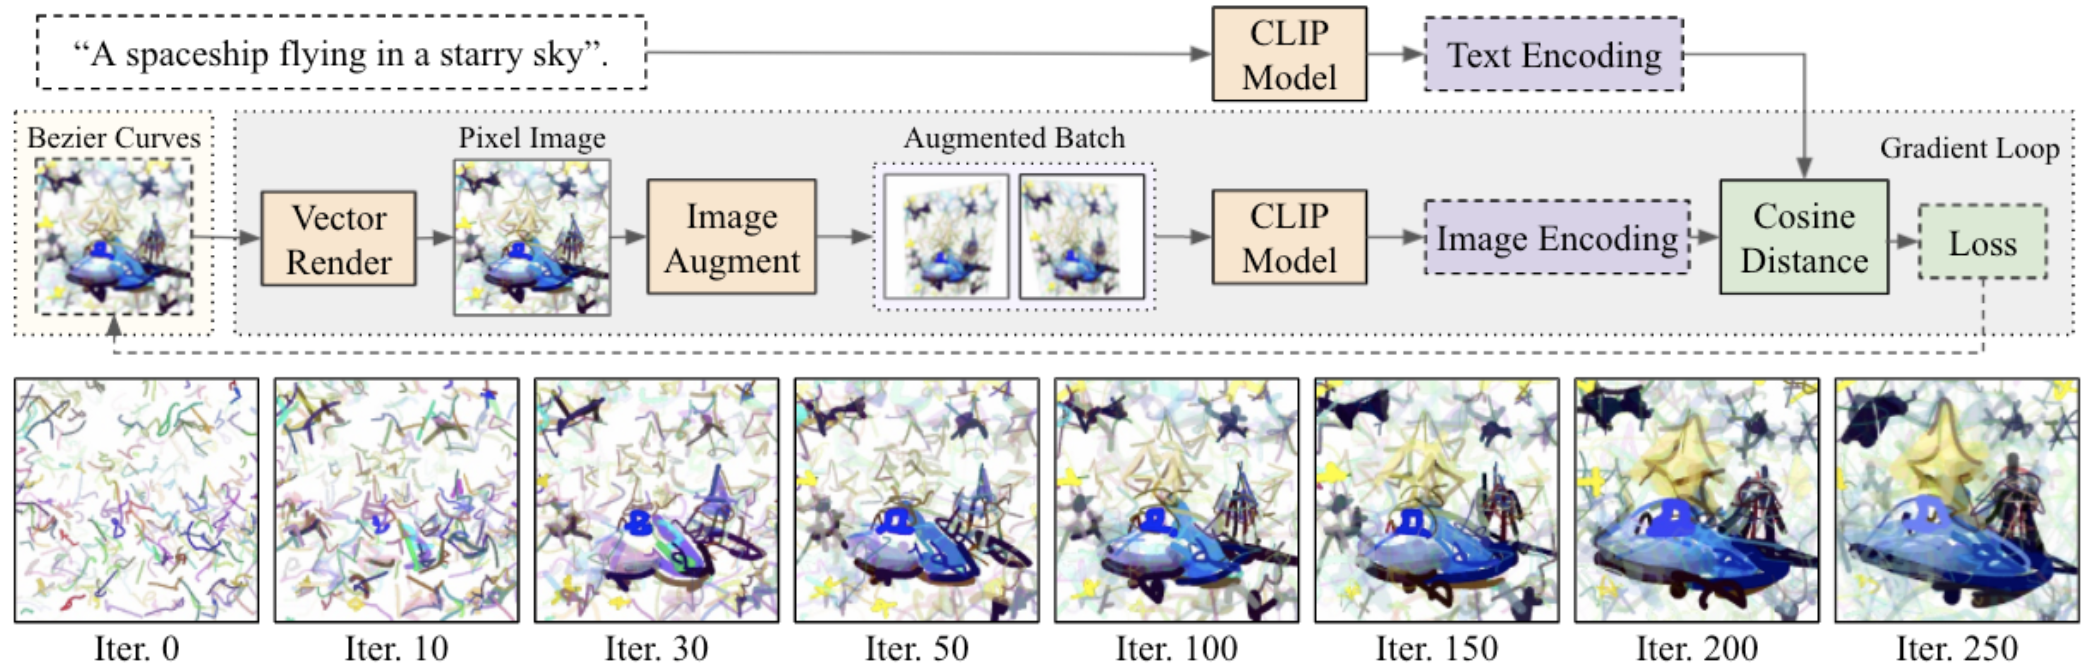 “A spaceship flying in a starry sky”.
CLIP
Model
Text Encoding
Bezier Curves
Pixel Image
Augmented Batch
Gradient Loop
Vector
Render
Image
Augment
CLIP
Model
Image Encoding
Cosine
Distance
Loss
Iter. 0
Iter. 10
Iter. 30
Iter. 50
Iter. 100
Iter. 150
Iter. 200
Iter. 250